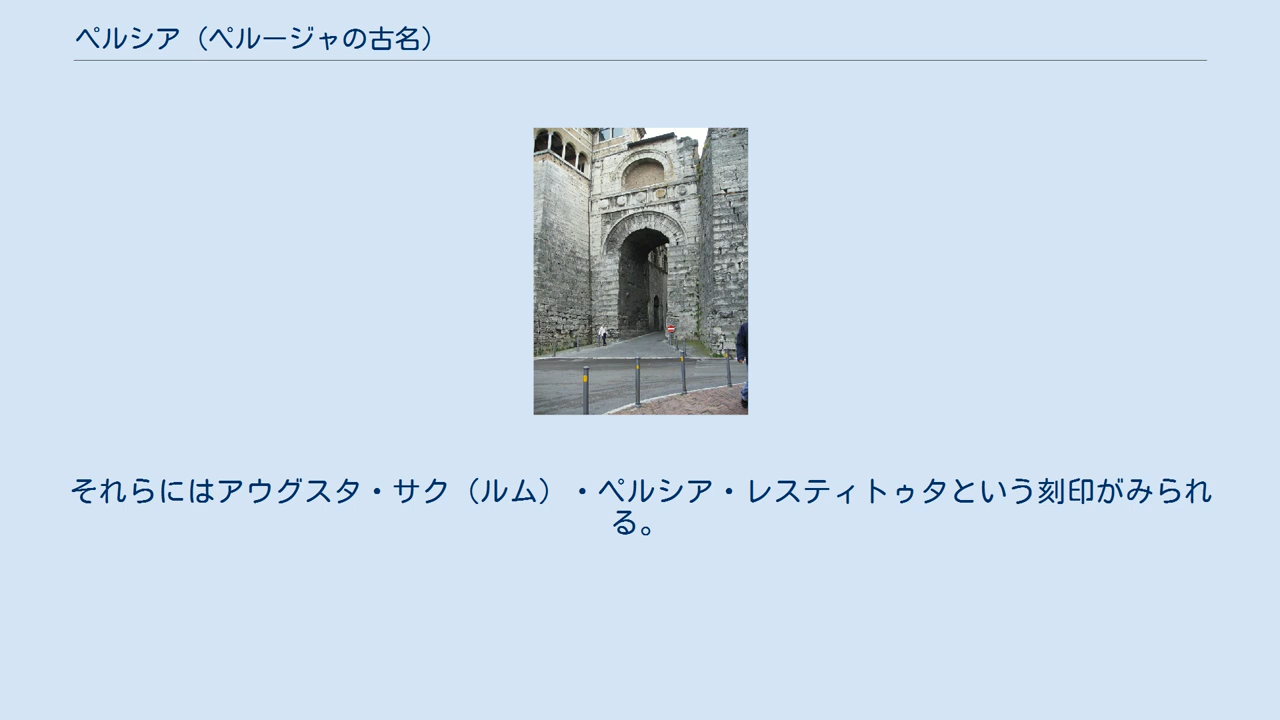 ペルシア（ペルージャの古名）
それらにはアウグスタ・サク（ルム）・ペルシア・レスティトゥタという刻印がみられ
る。